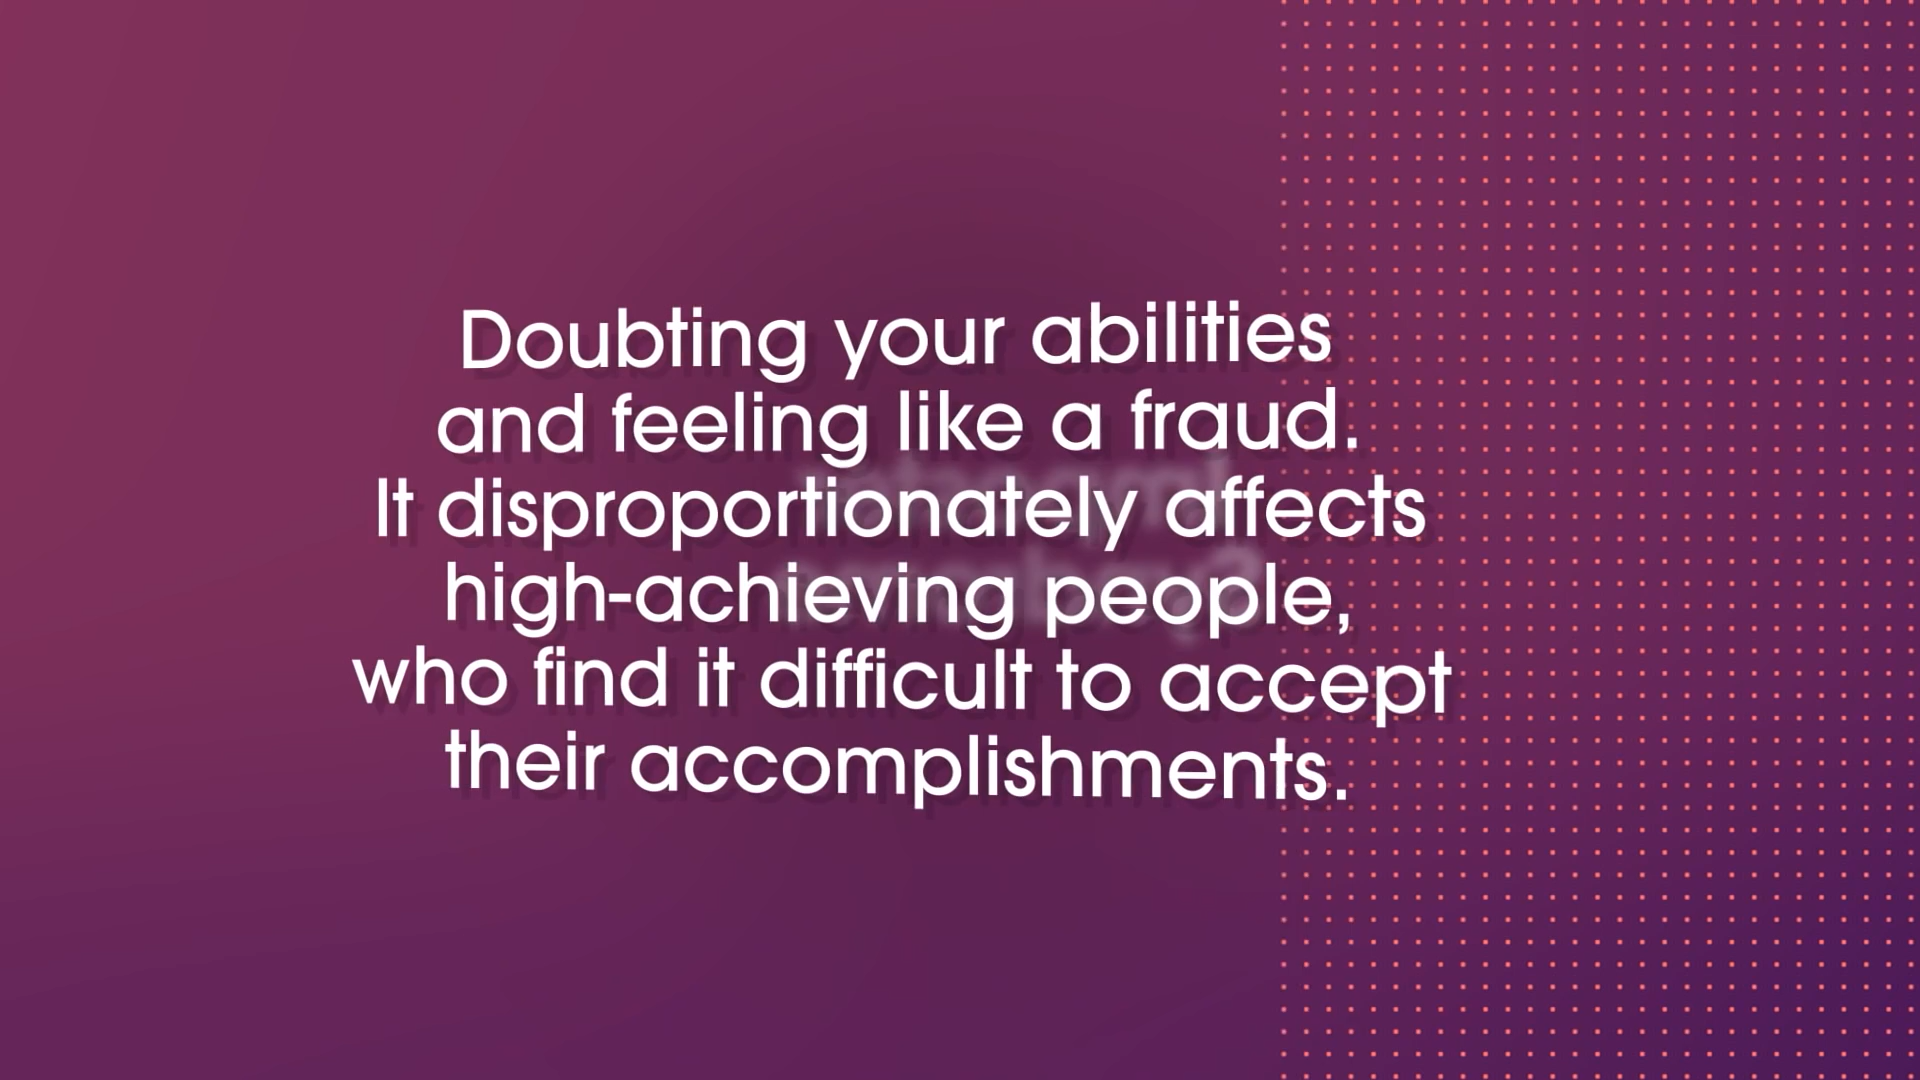 Doubting your abilities
and feeling like a fraud.
It disproportionately affects
high-achieving people,
who find it difficult to accept
their accomplishments.